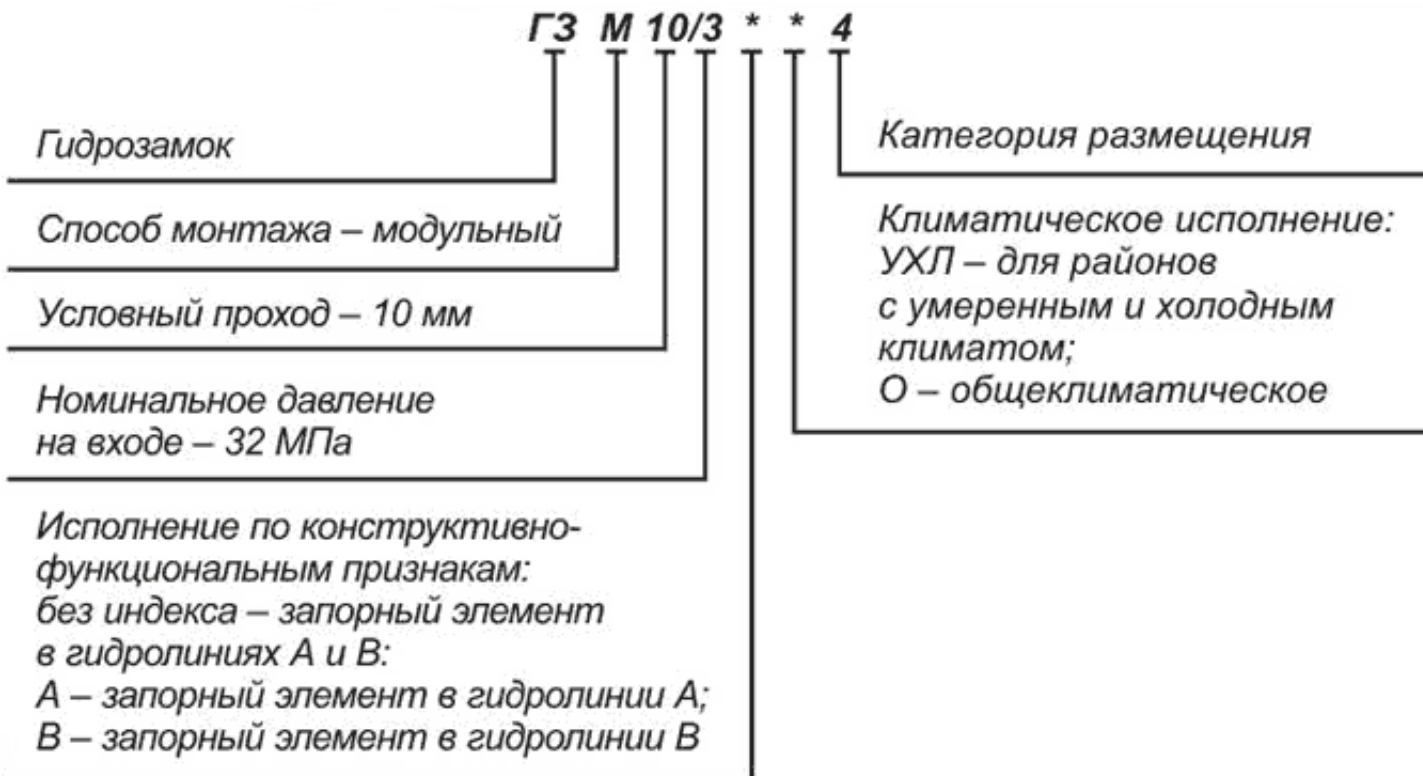 ГЗ М 10/3 * * 4
Гидрозамок
Способ монтажа – модульный
Условный проход – 10 мм
Номинальное давление
на входе – 32 МПа
Исполнение по конструктивно-
функциональным признакам:
без индекса – запорный элемент
в гидролиниях А и В:
А – запорный элемент в гидролинии А;
В – запорный элемент в гидролинии В
Категория размещения
Климатическое исполнение:
УХЛ – для районов
с умеренным и холодным
климатом;
О – общеклиматическое